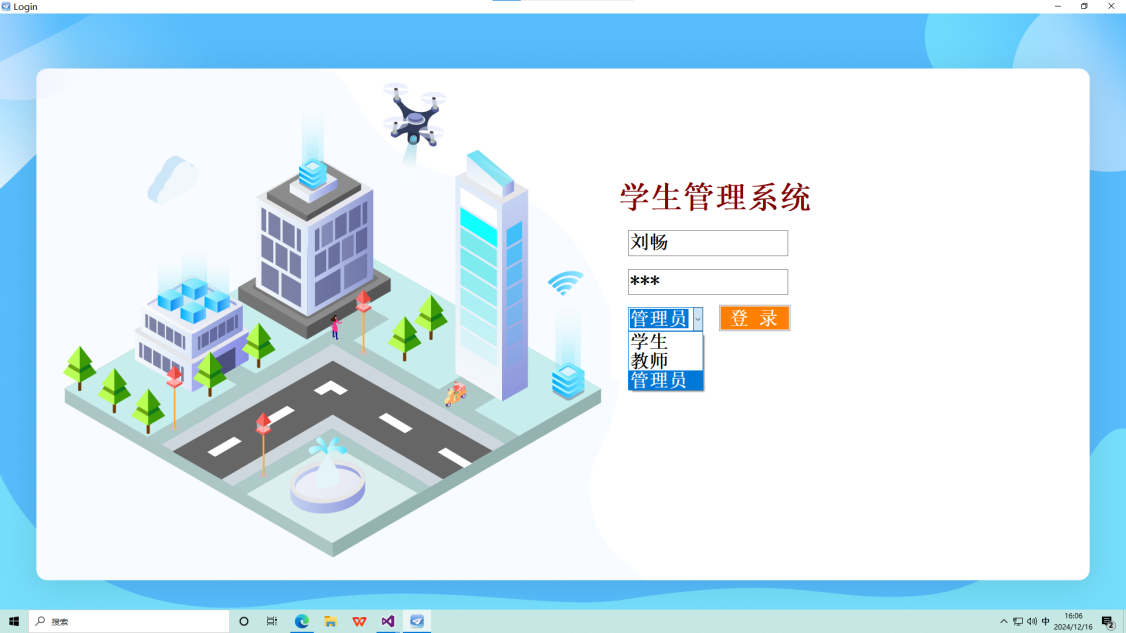 Login
学生管理系统
刘畅
***
管理员 登 录
学生
教师
管理员
搜索
中
16:06
2024/12/16
2